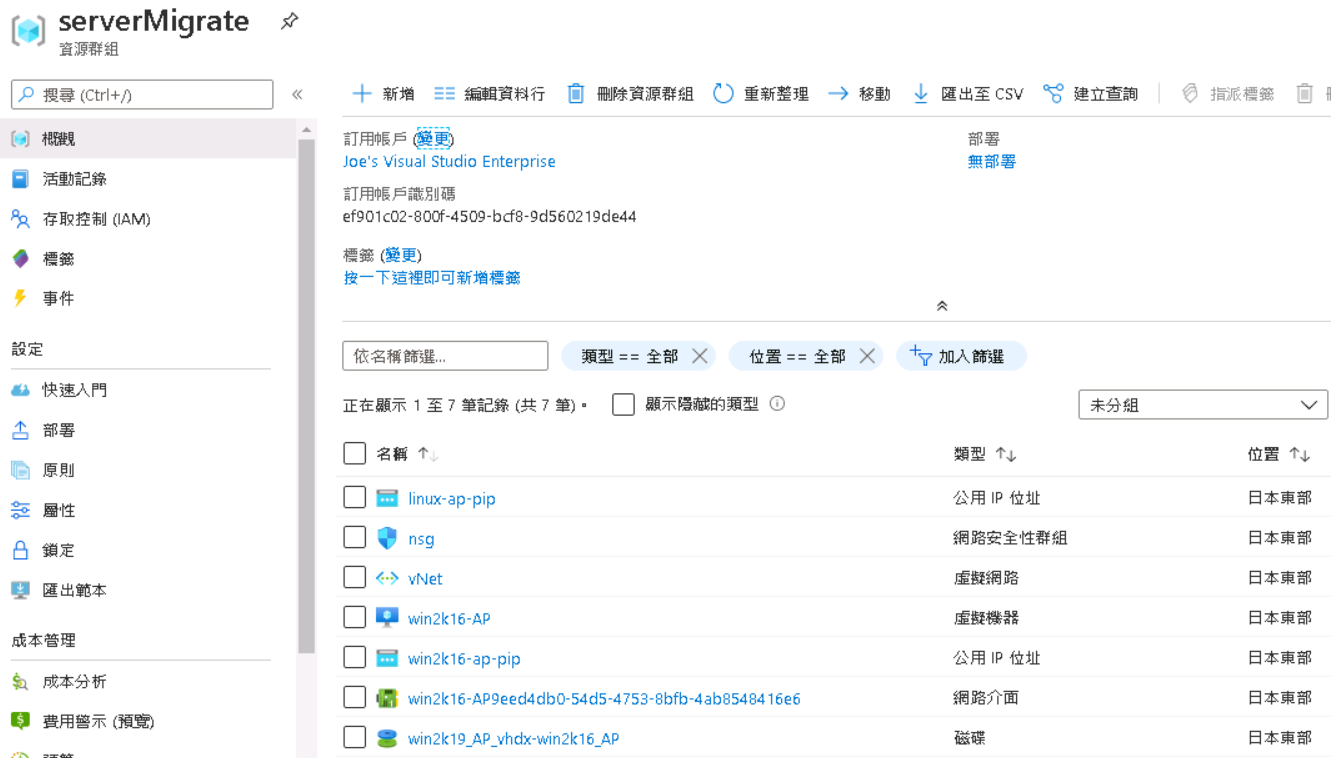 serverMigrate
資源群組
搜尋 (Ctrl+/)
概觀
活動記錄
存取控制 (IAM)
標籤
事件
設定
快速入門
部署
原則
屬性
鎖定
匯出範本
成本管理
成本分析
費用警示 (預覽)
新增 編輯資料行 刪除資源群組 重新整理 移動 匯出至 CSV 建立查詢 指派標籤
訂用帳戶 (變更)
Joe's Visual Studio Enterprise
部署
無部署
訂用帳戶識別碼
ef901c02-800f-4509-bcf8-9d560219de44
標籤 (變更)
按一下這裡即可新增標籤
依名稱篩選... 類型 == 全部 位置 == 全部 加入篩選
正在顯示 1 至 7 筆記錄 (共 7 筆)。 顯示隱藏的類型 未分組
名稱 類型 位置
linux-ap-pip 公用 IP 位址 日本東部
nsg 網路安全性群組 日本東部
vNet 虛擬網路 日本東部
win2k16-AP 虛擬機器 日本東部
win2k16-ap-pip 公用 IP 位址 日本東部
win2k16-AP9eed4db0-54d5-4753-8bfb-4ab8548416e6 網路介面 日本東部
win2k19_AP_vhdx-win2k16_AP 磁碟 日本東部